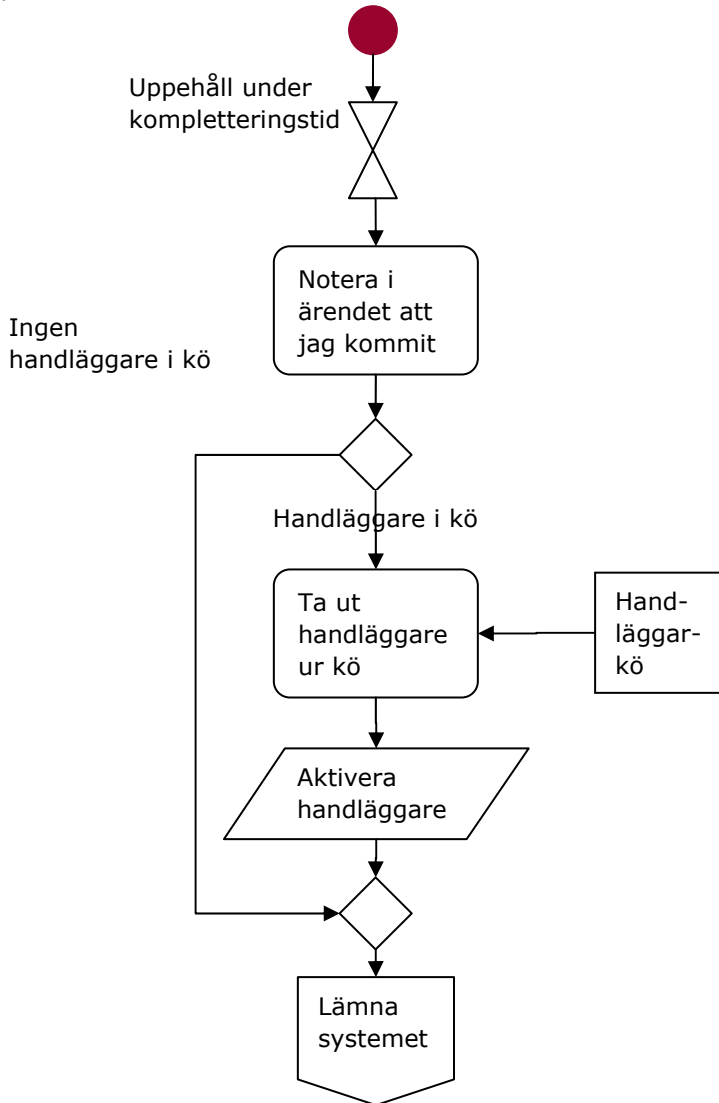 Uppehåll under
kompletteringstid
Notera i
ärendet att
jag kommit
Ingen
handläggare i kö
Handläggare i kö
Ta ut
handläggare
ur kö
Hand-
läggar-
kö
Aktivera
handläggare
Lämna
systemet